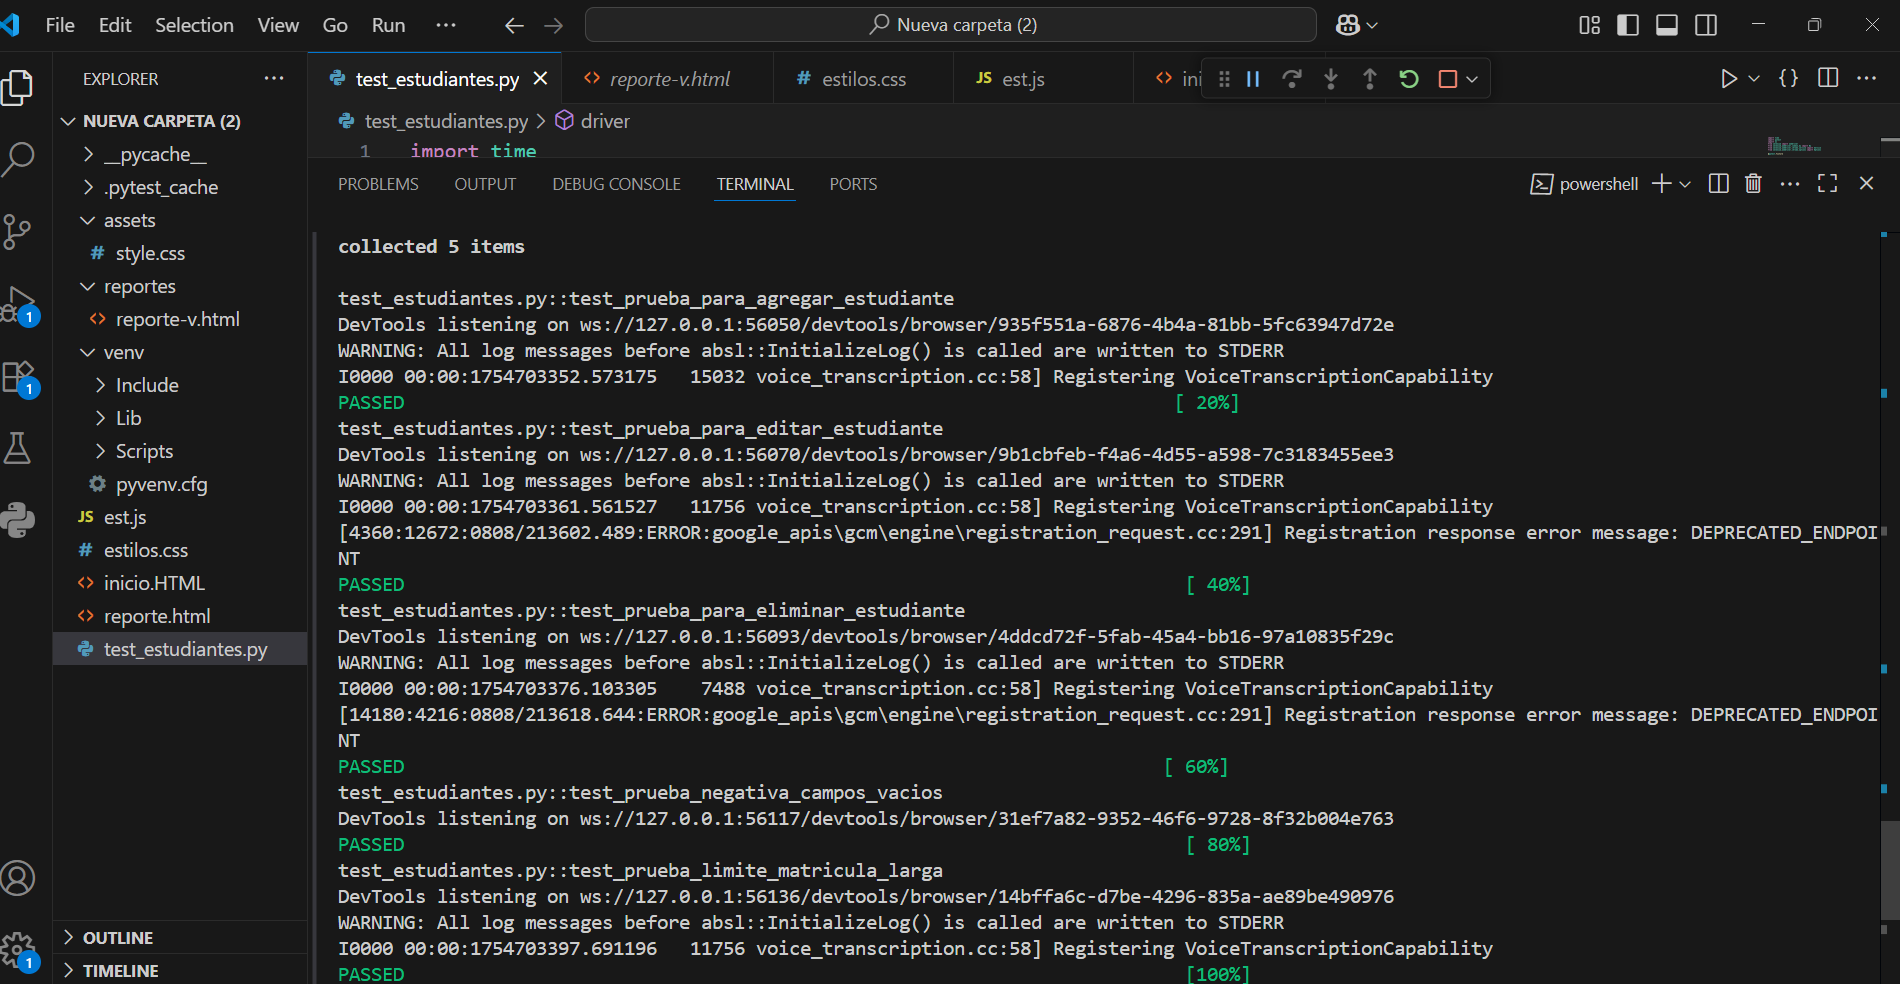 File Edit Selection View Go Run ···
Nueva carpeta (2)
EXPLORER ···
test_estudiantes.py
reporte-v.html
# estilos.css
JS est.js
ini
NUEVA CARPETA (2)
__pycache__
.pytest_cache
assets
# style.css
reportes
reporte-v.html
venv
Include
Lib
Scripts
pyvenv.cfg
JS est.js
# estilos.css
inicio.HTML
reporte.html
test_estudiantes.py
OUTLINE
TIMELINE
1
1
1
test_estudiantes.py > driver
1 import time
PROBLEMS OUTPUT DEBUG CONSOLE TERMINAL PORTS
powershell
collected 5 items
test_estudiantes.py::test_prueba_para_agregar_estudiante
DevTools listening on ws://127.0.0.1:56050/devtools/browser/935f551a-6876-4b4a-81bb-5fc63947d72e
WARNING: All log messages before absl::InitializeLog() is called are written to STDERR
I0000 00:00:1754703352.573175   15032 voice_transcription.cc:58] Registering VoiceTranscriptionCapability
PASSED [ 20%]
test_estudiantes.py::test_prueba_para_editar_estudiante
DevTools listening on ws://127.0.0.1:56070/devtools/browser/9b1cbfeb-f4a6-4d55-a598-7c3183455ee3
WARNING: All log messages before absl::InitializeLog() is called are written to STDERR
I0000 00:00:1754703361.561527   11756 voice_transcription.cc:58] Registering VoiceTranscriptionCapability
[4360:12672:0808/213602.489:ERROR:google_apis\gcm\engine\registration_request.cc:291] Registration response error message: DEPRECATED_ENDPOI
NT
PASSED [ 40%]
test_estudiantes.py::test_prueba_para_eliminar_estudiante
DevTools listening on ws://127.0.0.1:56093/devtools/browser/4ddcd72f-5fab-45a4-bb16-97a10835f29c
WARNING: All log messages before absl::InitializeLog() is called are written to STDERR
I0000 00:00:1754703376.103305    7488 voice_transcription.cc:58] Registering VoiceTranscriptionCapability
[14180:4216:0808/213618.644:ERROR:google_apis\gcm\engine\registration_request.cc:291] Registration response error message: DEPRECATED_ENDPOI
NT
PASSED [ 60%]
test_estudiantes.py::test_prueba_negativa_campos_vacios
DevTools listening on ws://127.0.0.1:56117/devtools/browser/31ef7a82-9352-46f6-9728-8f32b004e763
PASSED [ 80%]
test_estudiantes.py::test_prueba_limite_matricula_larga
DevTools listening on ws://127.0.0.1:56136/devtools/browser/14bffa6c-d7be-4296-835a-ae89be490976
WARNING: All log messages before absl::InitializeLog() is called are written to STDERR
I0000 00:00:1754703397.691196   11756 voice_transcription.cc:58] Registering VoiceTranscriptionCapability
PASSED [100%]